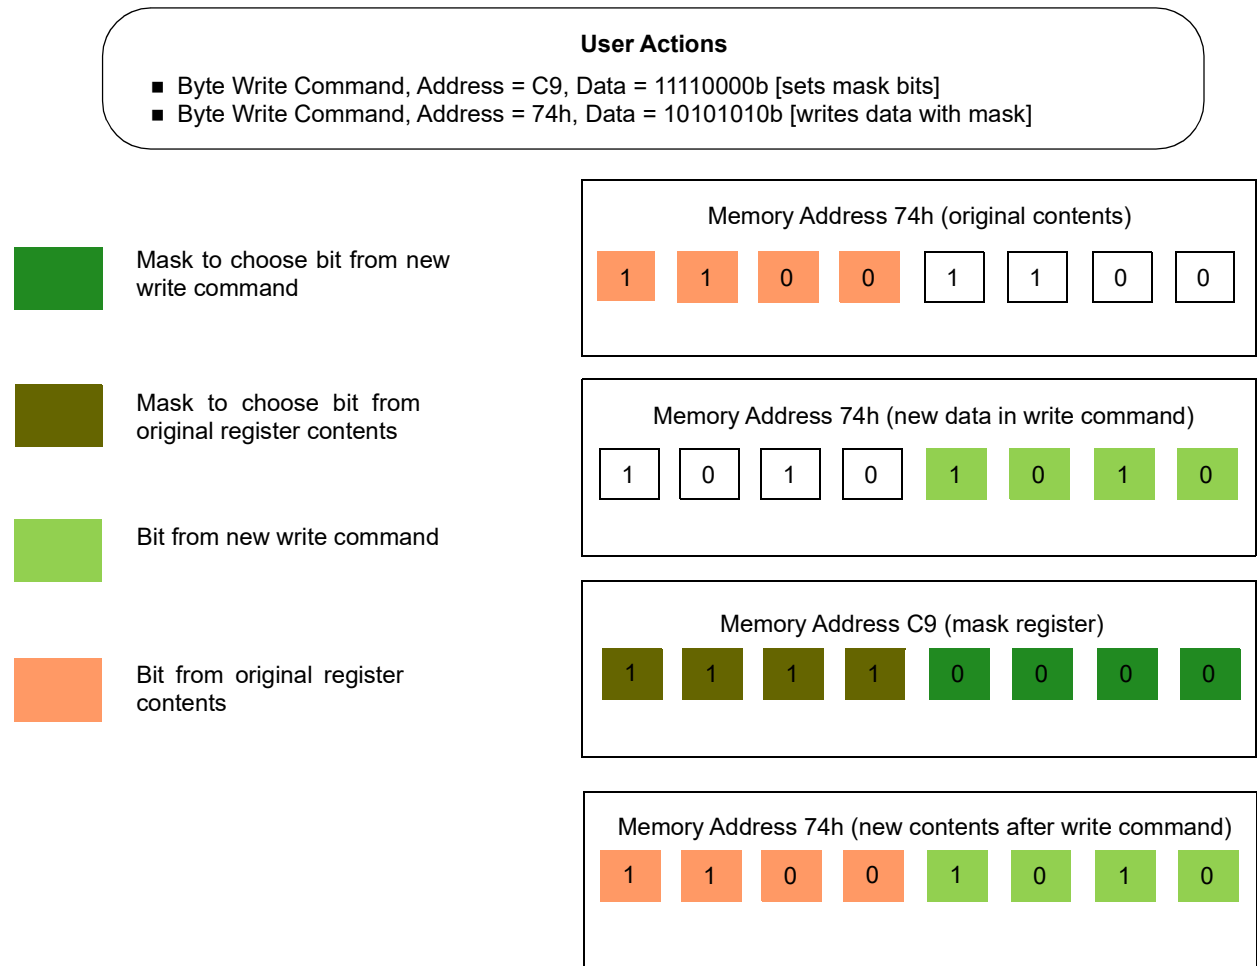 User Actions
■ Byte Write Command, Address = C9, Data = 11110000b [sets mask bits]
■ Byte Write Command, Address = 74h, Data = 10101010b [writes data with mask]
Mask to choose bit from new
write command
Mask to choose bit from
original register contents
Bit from new write command
Bit from original register
contents
Memory Address 74h (original contents)
1 1 0 0 1 1 0 0
Memory Address 74h (new data in write command)
1 0 1 0 1 0 1 0
Memory Address C9 (mask register)
1 1 1 1 0 0 0 0
Memory Address 74h (new contents after write command)
1 1 0 0 1 0 1 0